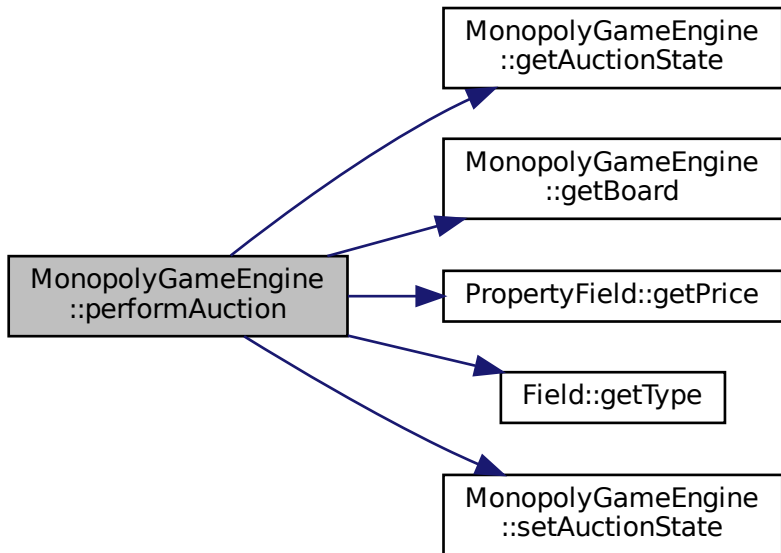 MonopolyGameEngine
::performAuction
MonopolyGameEngine
::getAuctionState
MonopolyGameEngine
::getBoard
PropertyField::getPrice
Field::getType
MonopolyGameEngine
::setAuctionState